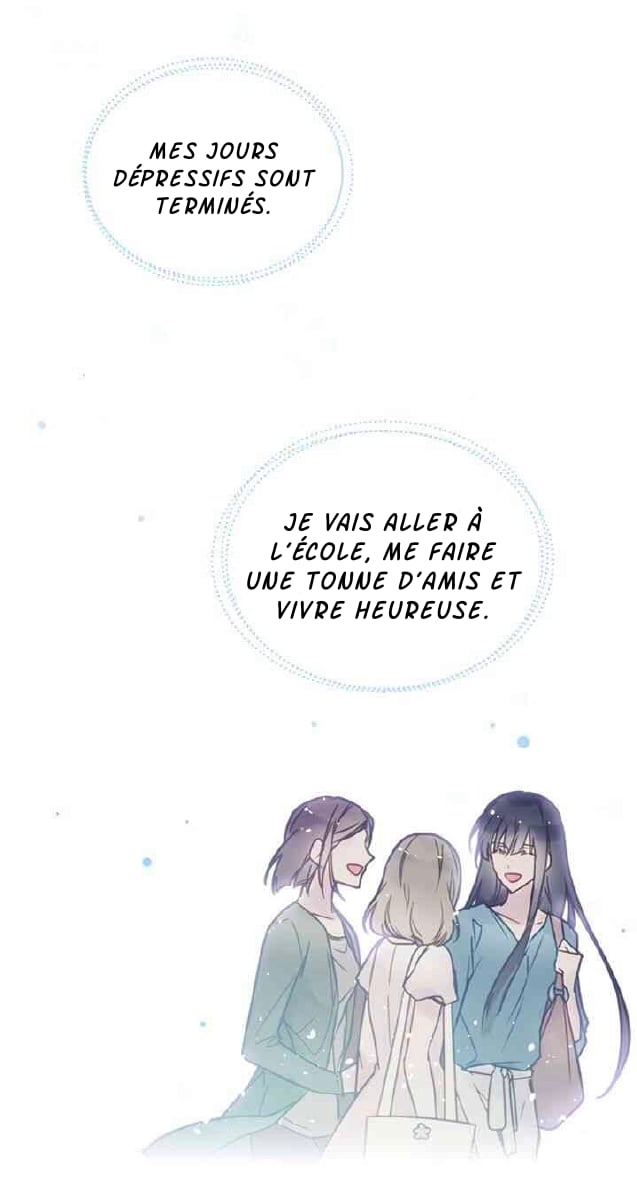 MES JOURS
DÉPRESSIFS SONT
TERMINÉS.
JE VAIS ALLER À
L'ÉCOLE, ME FAIRE
UNE TONNE D'AMIS ET
VIVRE HEUREUSE.